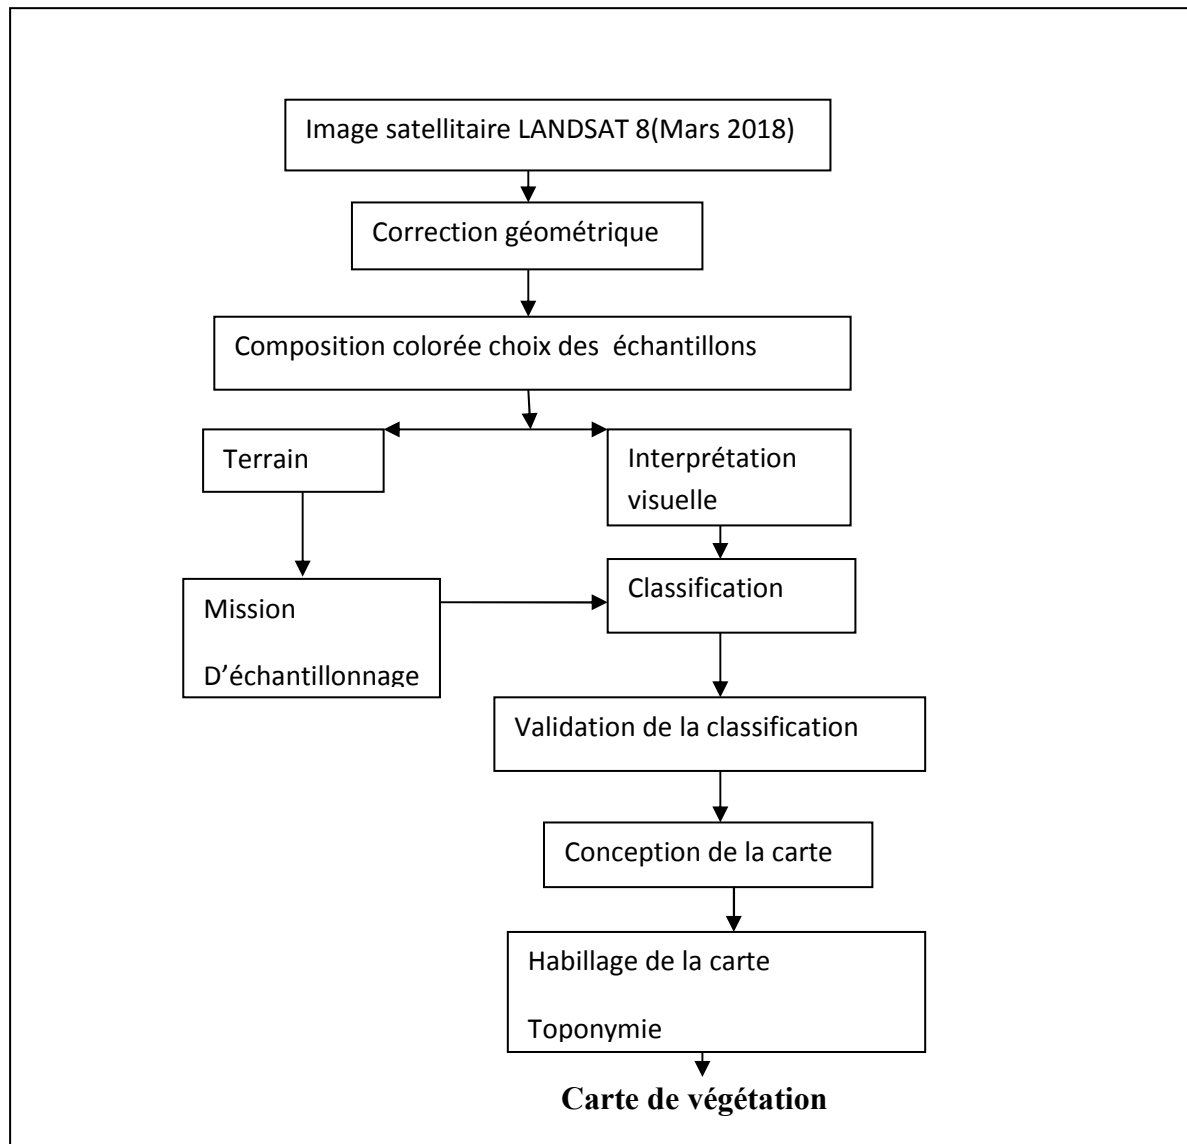 Image satellitaire LANDSAT 8(Mars 2018)
Correction géométrique
Composition colorée choix des  échantillons
Terrain
Interprétation
visuelle
Mission
D’échantillonnage
Classification
Validation de la classification
Conception de la carte
Habillage de la carte
Toponymie
Carte de végétation